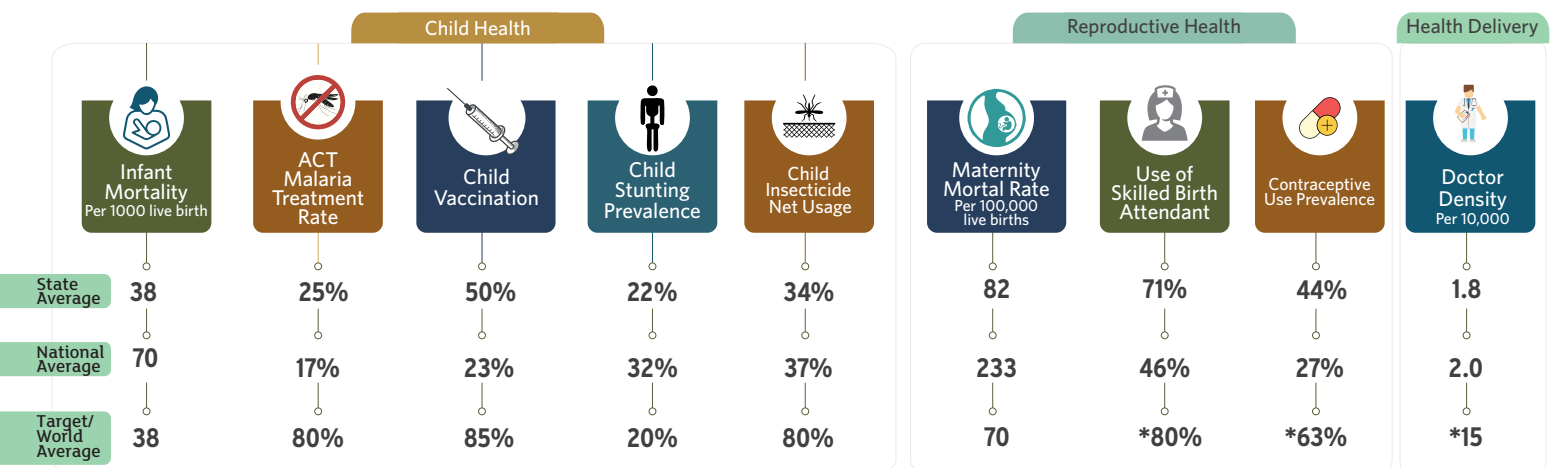 Child Health
Reproductive Health
Health Delivery
Infant
Mortality
Per 1000 live birth
ACT
Malaria
Treatment
Rate
Child
Vaccination
Child
Stunting
Prevalence
Child
Insecticide
Net Usage
Maternity
Mortal Rate
Per 100,000
live births
Use of
Skilled Birth
Attendant
Contraceptive
Use Prevalence
Doctor
Density
Per 10,000
State
Average
38 25% 50% 22% 34% 82 71% 44% 1.8
National
Average
70 17% 23% 32% 37% 233 46% 27% 2.0
Target/
World
Average
38 80% 85% 20% 80% 70 *80% *63% *15